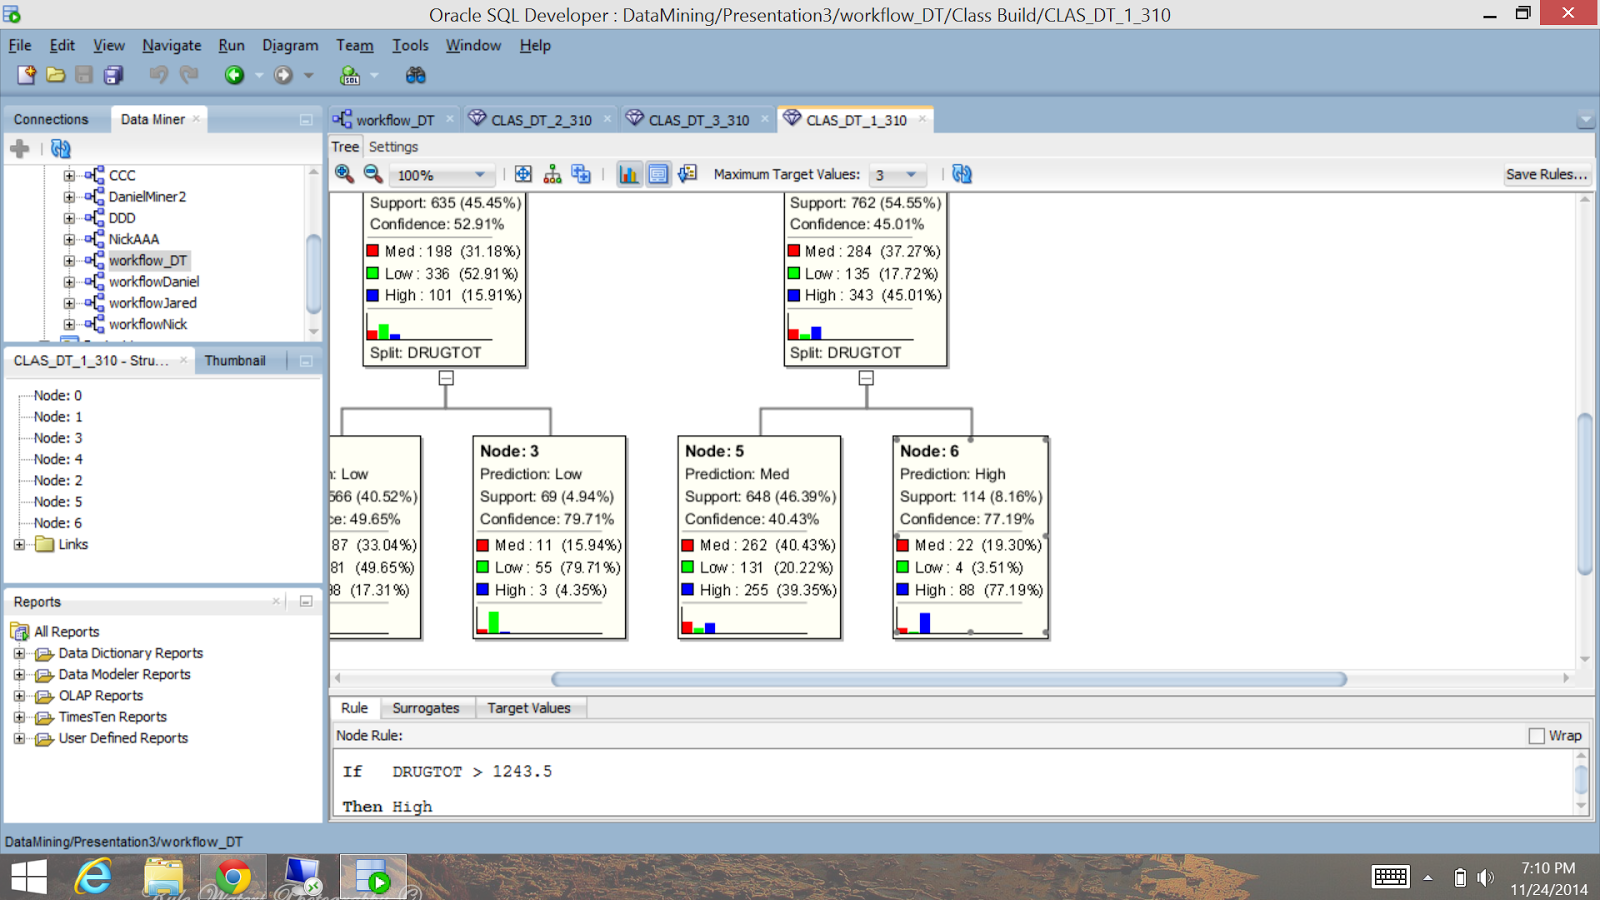 Oracle SQL Developer : DataMining/Presentation3/workflow_DT/Class Build/CLAS_DT_1_310
File Edit View Navigate Run Diagram Team Tools Window Help
Connections
Data Miner
CCC
DanielMiner2
DDD
NickAAA
workflow_DT
workflowDaniel
workflowJared
workflowNick
CLAS_DT_1_310 - Stru...
Thumbnail
Node: 0
Node: 1
Node: 3
Node: 4
Node: 2
Node: 5
Node: 6
Links
Reports
All Reports
Data Dictionary Reports
Data Modeler Reports
OLAP Reports
TimesTen Reports
User Defined Reports
workflow_DT
CLAS_DT_2_310
CLAS_DT_3_310
CLAS_DT_1_310
Tree Settings
100%
Maximum Target Values: 3
Save Rules...
Support: 635 (45.45%)
Confidence: 52.91%
Med : 198 (31.18%)
Low : 336 (52.91%)
High : 101 (15.91%)
Split: DRUGTOT
Support: 762 (54.55%)
Confidence: 45.01%
Med : 284 (37.27%)
Low : 135 (17.72%)
High : 343 (45.01%)
Split: DRUGTOT
n: Low
566 (40.52%)
ce: 49.65%
87 (33.04%)
81 (49.65%)
98 (17.31%)
Node: 3
Prediction: Low
Support: 69 (4.94%)
Confidence: 79.71%
Med : 11 (15.94%)
Low : 55 (79.71%)
High : 3 (4.35%)
Node: 5
Prediction: Med
Support: 648 (46.39%)
Confidence: 40.43%
Med : 262 (40.43%)
Low : 131 (20.22%)
High : 255 (39.35%)
Node: 6
Prediction: High
Support: 114 (8.16%)
Confidence: 77.19%
Med : 22 (19.30%)
Low : 4 (3.51%)
High : 88 (77.19%)
Rule Surrogates Target Values
Node Rule:
Wrap
If DRUGTOT > 1243.5
Then High
DataMining/Presentation3/workflow_DT
7:10 PM
11/24/2014